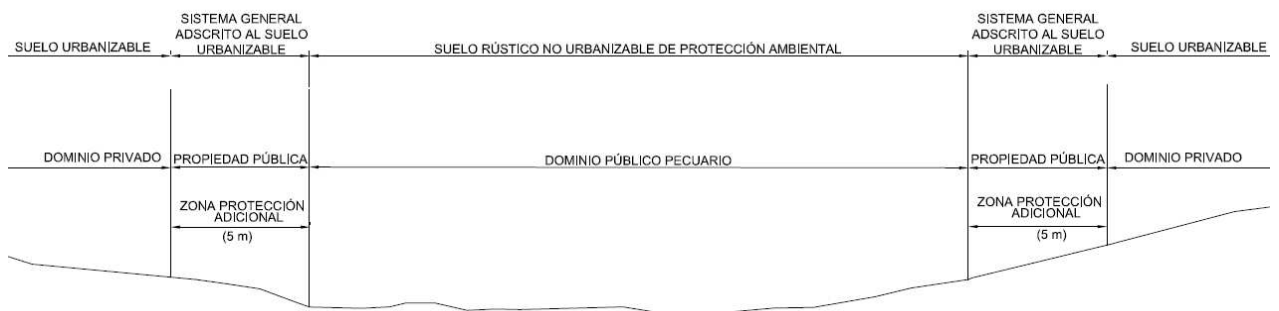 SISTEMA GENERAL
ADSCRITO AL SUELO
URBANIZABLE
SISTEMA GENERAL
ADSCRITO AL SUELO
URBANIZABLE
SUELO URBANIZABLE
SUELO RÚSTICO NO URBANIZABLE DE PROTECCIÓN AMBIENTAL
SUELO URBANIZABLE
DOMINIO PRIVADO
PROPIEDAD PÚBLICA
DOMINIO PÚBLICO PECUARIO
PROPIEDAD PÚBLICA
DOMINIO PRIVADO
ZONA PROTECCIÓN
ADICIONAL
(5 m)
ZONA PROTECCIÓN
ADICIONAL
(5 m)